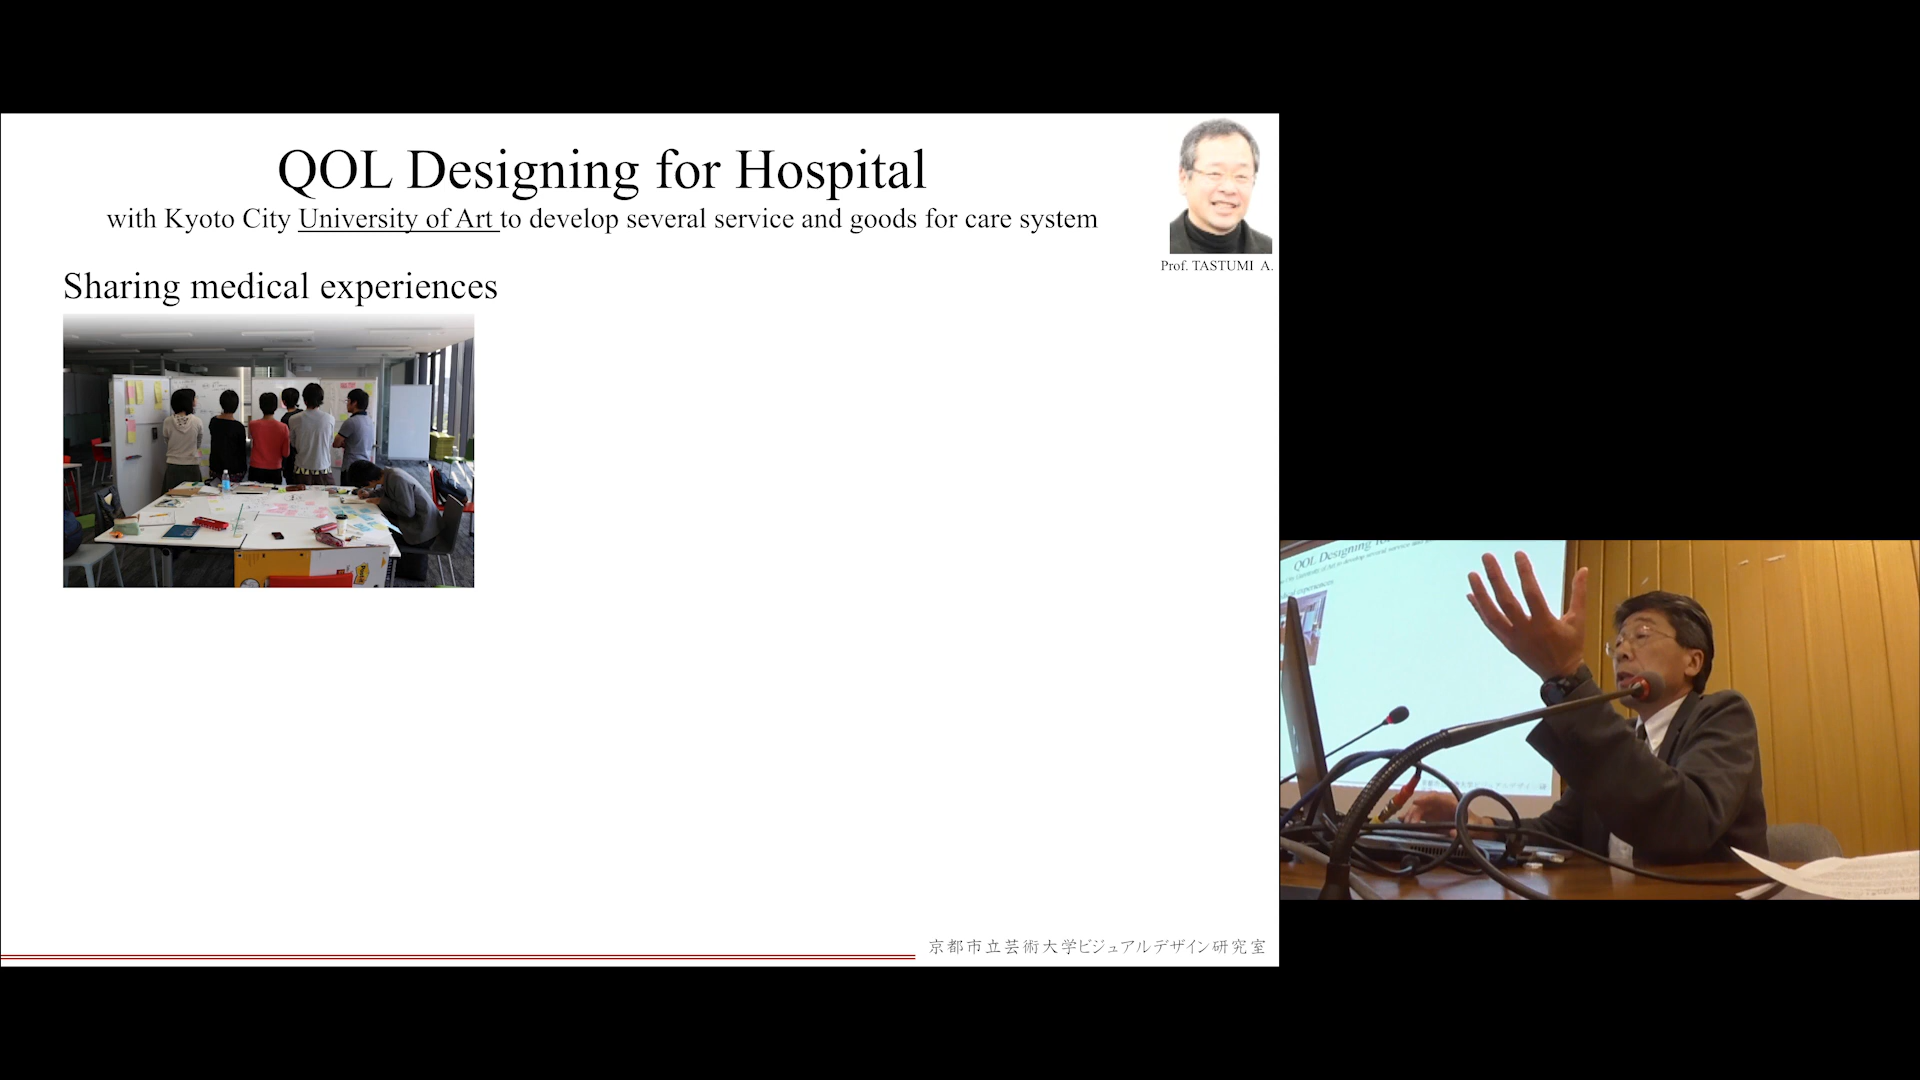 QOL Designing for Hospital
with Kyoto City University of Art to develop several service and goods for care system
Prof. TASTUMI A.
Sharing medical experiences
京都市立芸術大学ビジュアルデザイン研究室
QOL Designing